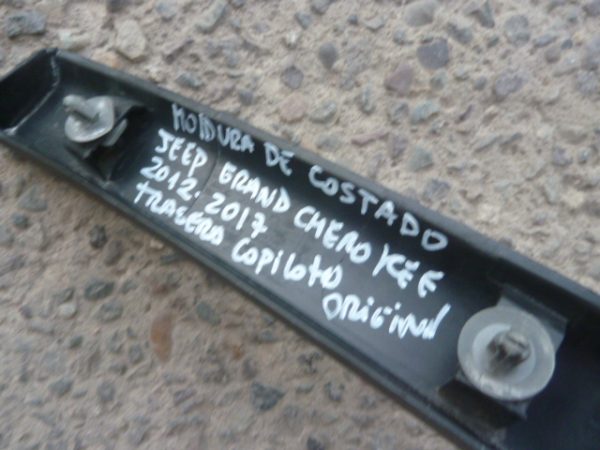 MOLDURA DE COSTADO
JEEP GRAND CHEROKEE
2012.2017
TRASERO COPILOTO
ORIGINAL